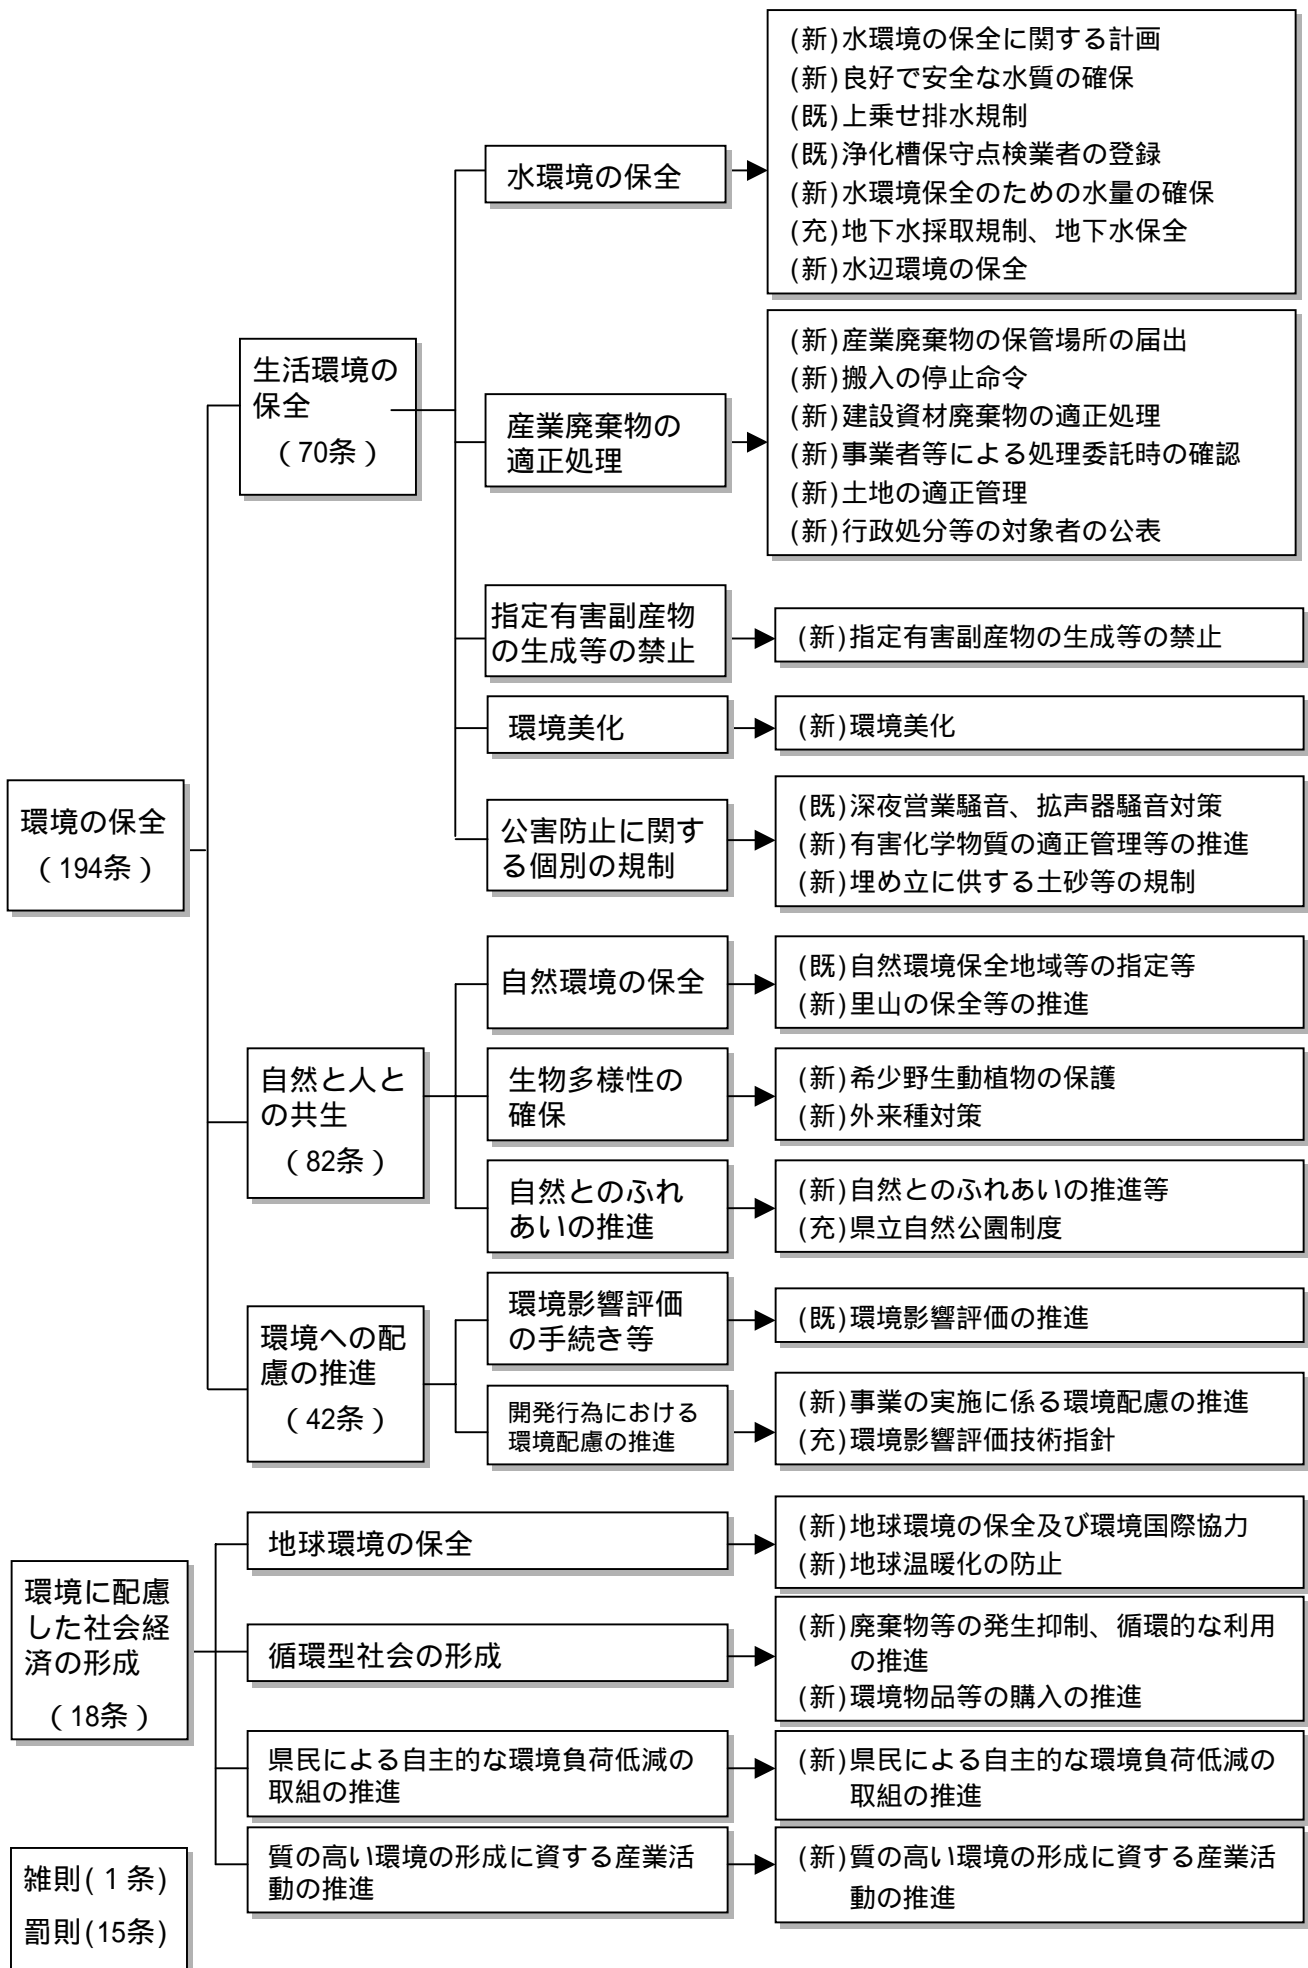 環境の保全
（194条）
生活環境の
保全
（70条）
水環境の保全
(新)水環境の保全に関する計画
(新)良好で安全な水質の確保
(既)上乗せ排水規制
(既)浄化槽保守点検業者の登録
(新)水環境保全のための水量の確保
(充)地下水採取規制、地下水保全
(新)水辺環境の保全
産業廃棄物の
適正処理
(新)産業廃棄物の保管場所の届出
(新)搬入の停止命令
(新)建設資材廃棄物の適正処理
(新)事業者等による処理委託時の確認
(新)土地の適正管理
(新)行政処分等の対象者の公表
指定有害副産物
の生成等の禁止
(新)指定有害副産物の生成等の禁止
環境美化
(新)環境美化
公害防止に関す
る個別の規制
(既)深夜営業騒音、拡声器騒音対策
(新)有害化学物質の適正管理等の推進
(新)埋め立に供する土砂等の規制
自然と人と
の共生
（82条）
自然環境の保全
(既)自然環境保全地域等の指定等
(新)里山の保全等の推進
生物多様性の
確保
(新)希少野生動植物の保護
(新)外来種対策
自然とのふれ
あいの推進
(新)自然とのふれあいの推進等
(充)県立自然公園制度
環境への配
慮の推進
（42条）
環境影響評価
の手続き等
(既)環境影響評価の推進
開発行為における
環境配慮の推進
(新)事業の実施に係る環境配慮の推進
(充)環境影響評価技術指針
環境に配慮
した社会経
済の形成
（18条）
地球環境の保全
(新)地球環境の保全及び環境国際協力
(新)地球温暖化の防止
循環型社会の形成
(新)廃棄物等の発生抑制、循環的な利用
の推進
(新)環境物品等の購入の推進
県民による自主的な環境負荷低減の
取組の推進
(新)県民による自主的な環境負荷低減の
取組の推進
質の高い環境の形成に資する産業活
動の推進
(新)質の高い環境の形成に資する産業活
動の推進
雑則(１条)
罰則(15条)